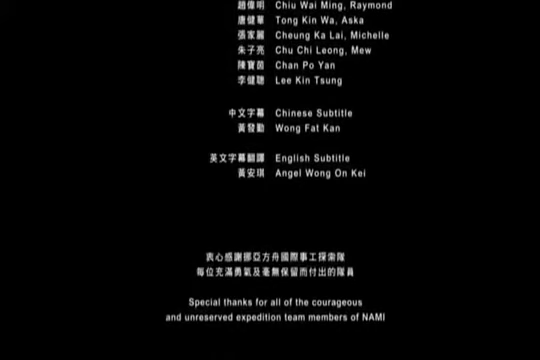 趙偉明 Chiu Wai Ming, Raymond
唐健華 Tong Kin Wa, Aska
張家麗 Cheung Ka Lai, Michelle
朱子亮 Chu Chi Leong, Mew
陳寶茵 Chan Po Yan
李健聰 Lee Kin Tsung
中文字幕 Chinese Subtitle
黃發勤 Wong Fat Kan
英文字幕翻譯 English Subtitle
黃安琪 Angel Wong On Kei
衷心感謝挪亞方舟國際事工探索隊
每位充滿勇氣及毫無保留而付出的隊員
Special thanks for all of the courageous
and unreserved expedition team members of NAMI